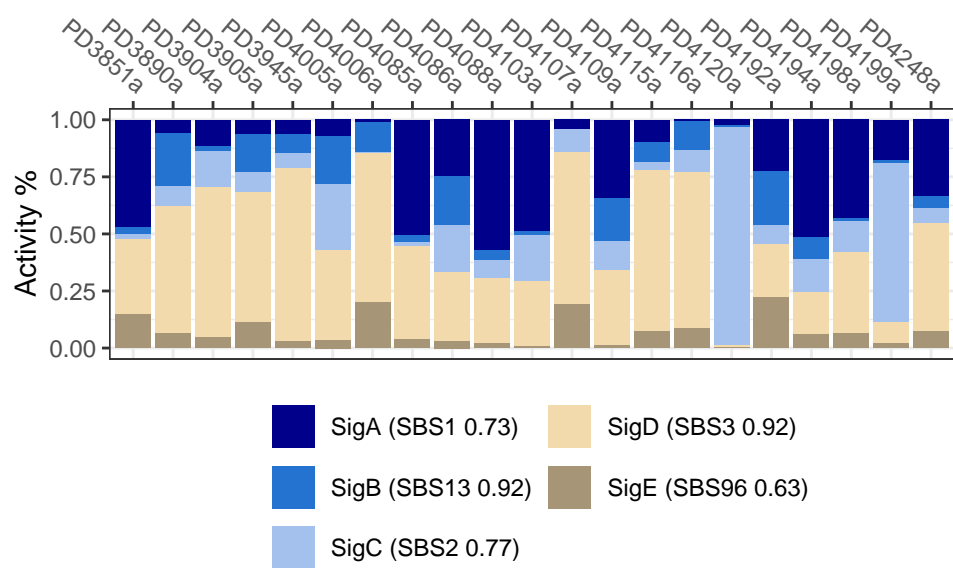 PD3851a
PD3890a
PD3904a
PD3905a
PD3945a
PD4005a
PD4006a
PD4085a
PD4086a
PD4088a
PD4103a
PD4107a
PD4109a
PD4115a
PD4116a
PD4120a
PD4192a
PD4194a
PD4198a
PD4199a
PD4248a
1.00
0.75
0.50
0.25
0.00
Activity %
SigA (SBS1 0.73)
SigD (SBS3 0.92)
SigB (SBS13 0.92)
SigE (SBS96 0.63)
SigC (SBS2 0.77)